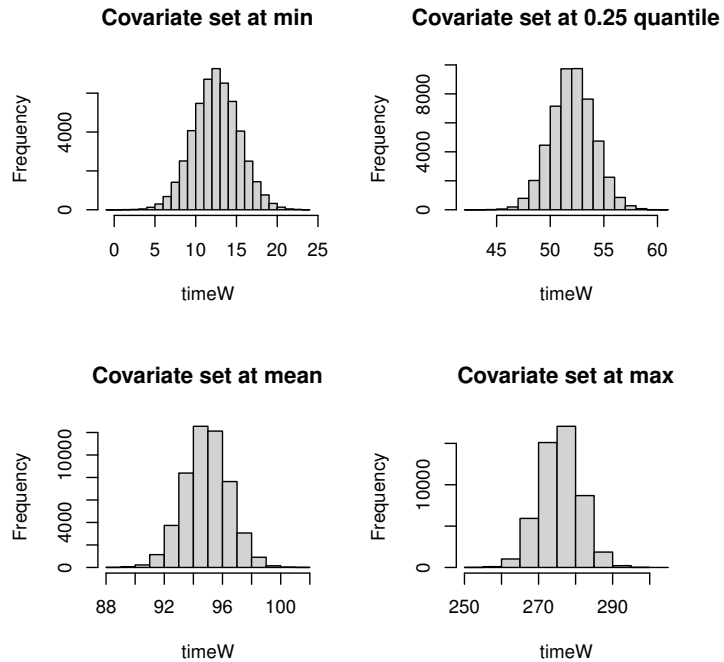 Covariate set at min
Frequency
0 4000
0 5 10 15 20 25
timeW
Covariate set at 0.25 quantile
Frequency
0 4000 8000
45 50 55 60
timeW
Covariate set at mean
Frequency
0 4000 10000
88 92 96 100
timeW
Covariate set at max
Frequency
0 10000
250 270 290
timeW